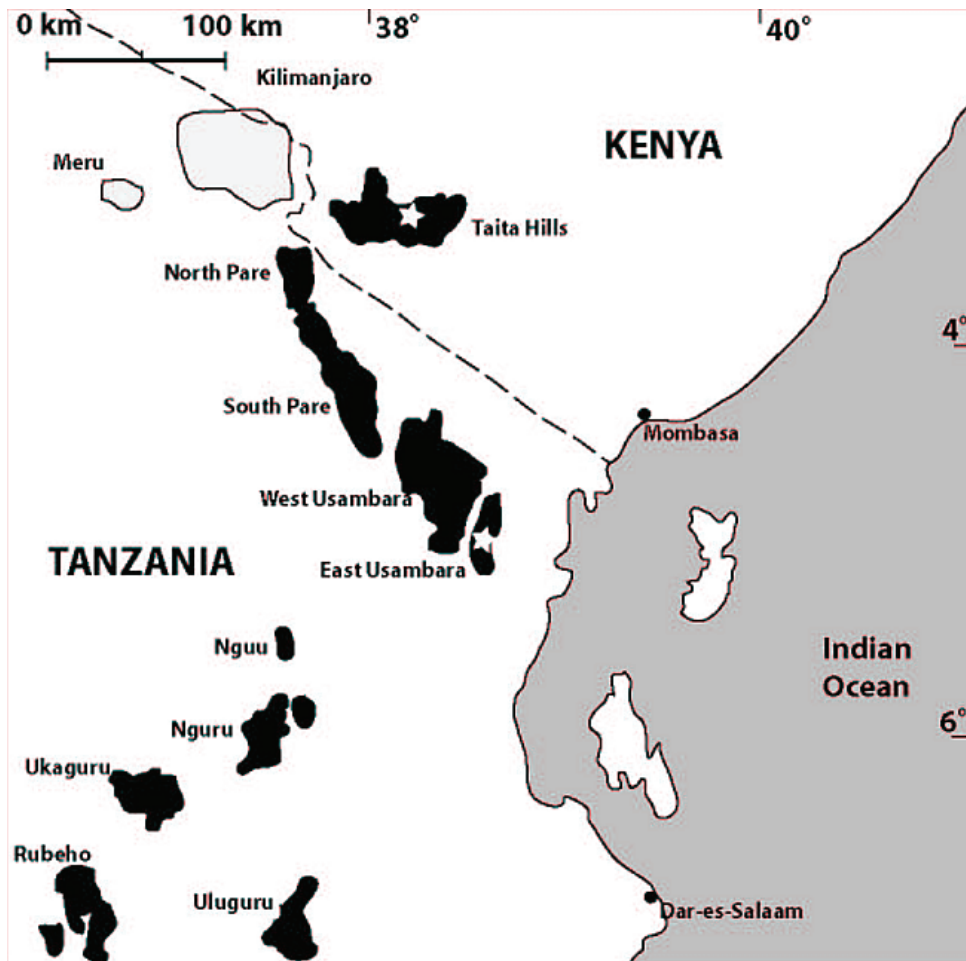 0 km
100 km
38°
40°
Kilimanjaro
KENYA
Meru
Taita Hills
North Pare
4°
South Pare
Mombasa
West Usambara
TANZANIA
East Usambara
Nguu
Indian
Ocean
Nguru
6°
Ukaguru
Rubeho
Uluguru
Dar-es-Salaam